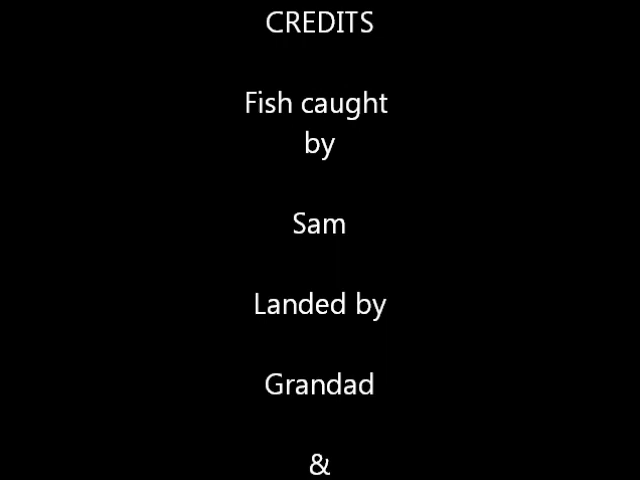 CREDITS
Fish caught
by
Sam
Landed by
Grandad
&